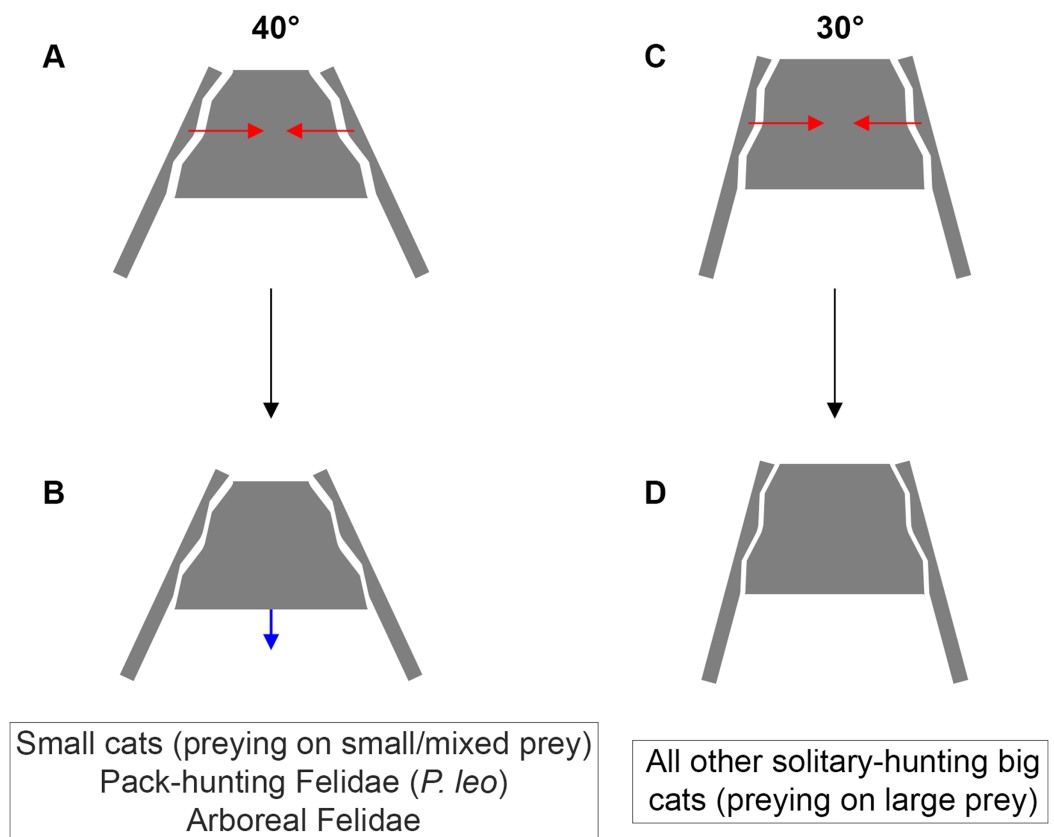 40°
30°
A
C
B
D
Small cats (preying on small/mixed prey)
Pack-hunting Felidae (P. leo)
Arboreal Felidae
All other solitary-hunting big
cats (preying on large prey)